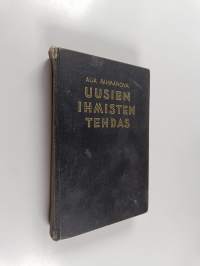 ALJA RAHMANOVA
UUSIEN
IHMISTEN
TEHDAS